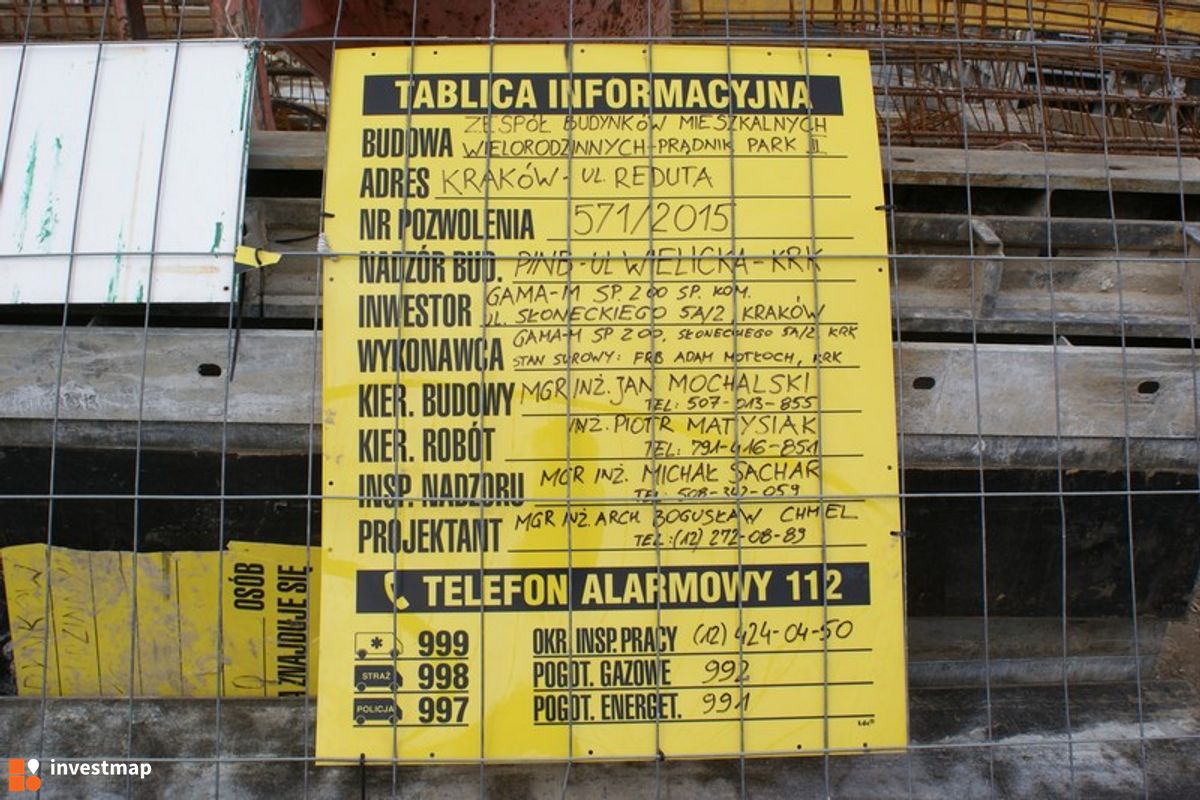 TABLICA INFORMACYJNA
ZESPÓŁ BUDYNKÓW MIESZKALNYCH
BUDOWA WIELORODZINNYCH-PRĄDNIK PARK II
ADRES KRAKÓW - UL. REDUTA
NR POZWOLENIA 571/2015
NADZÓR BUD. PINB-UL WIELICKA-KRK
GAMA-M SP. Z OO SP. KOM.
INWESTOR UL. SŁONECKIEGO 5A/2, KRAKÓW
GAMA-M SP Z OO, SŁONECKIEGO 5A/2 KRK
WYKONAWCA STAN SUROWY: FRB ADAM MOTŁOCH, KRK
KIER. BUDOWY MGR INŻ. JAN MOCHALSKI
TEL: 507-013-855
KIER. ROBÓT INŻ. PIOTR MATYSIAK
TEL: 791-416-851
INSP. NADZORU MGR INŻ. MICHAŁ SACHAR
TEL: 508-342-059
PROJEKTANT MGR INŻ. ARCH BOGUSŁAW CHMIEL
TEL: (12) 272-08-89
TELEFON ALARMOWY 112
999 OKR. INSP. PRACY (12) 424-04-50
STRAŻ 998 POGOT. GAZOWE 992
POLICJA 997 POGOT. ENERGET. 991
OSÓB
ZNAJDUJE SIĘ
investmap